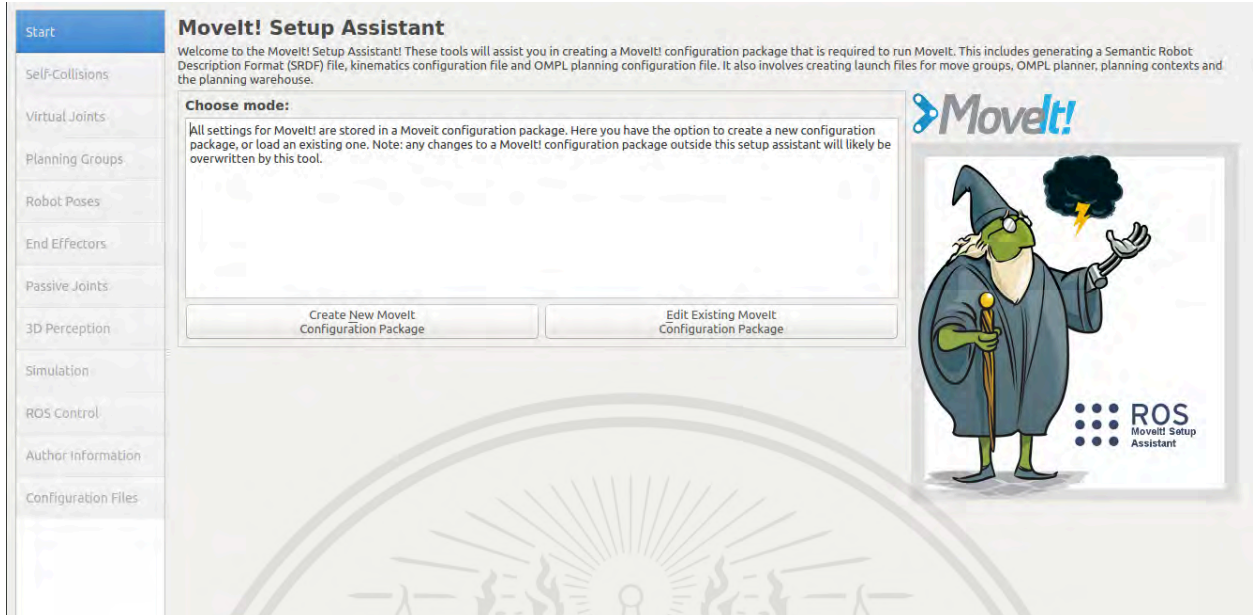 Start
Self-Collisions
Virtual Joints
Planning Groups
Robot Poses
End Effectors
Passive Joints
3D Perception
Simulation
ROS Control
Author Information
Configuration Files
MoveIt! Setup Assistant
Welcome to the MoveIt! Setup Assistant! These tools will assist you in creating a MoveIt! configuration package that is required to run MoveIt. This includes generating a Semantic Robot
Description Format (SRDF) file, kinematics configuration file and OMPL planning configuration file. It also involves creating launch files for move groups, OMPL planner, planning contexts and
the planning warehouse.
Choose mode:
All settings for MoveIt! are stored in a Moveit configuration package. Here you have the option to create a new configuration
package, or load an existing one. Note: any changes to a MoveIt! configuration package outside this setup assistant will likely be
overwritten by this tool.
Create New MoveIt
Configuration Package
Edit Existing MoveIt
Configuration Package
MoveIt!
ROS
MoveIt! Setup
Assistant